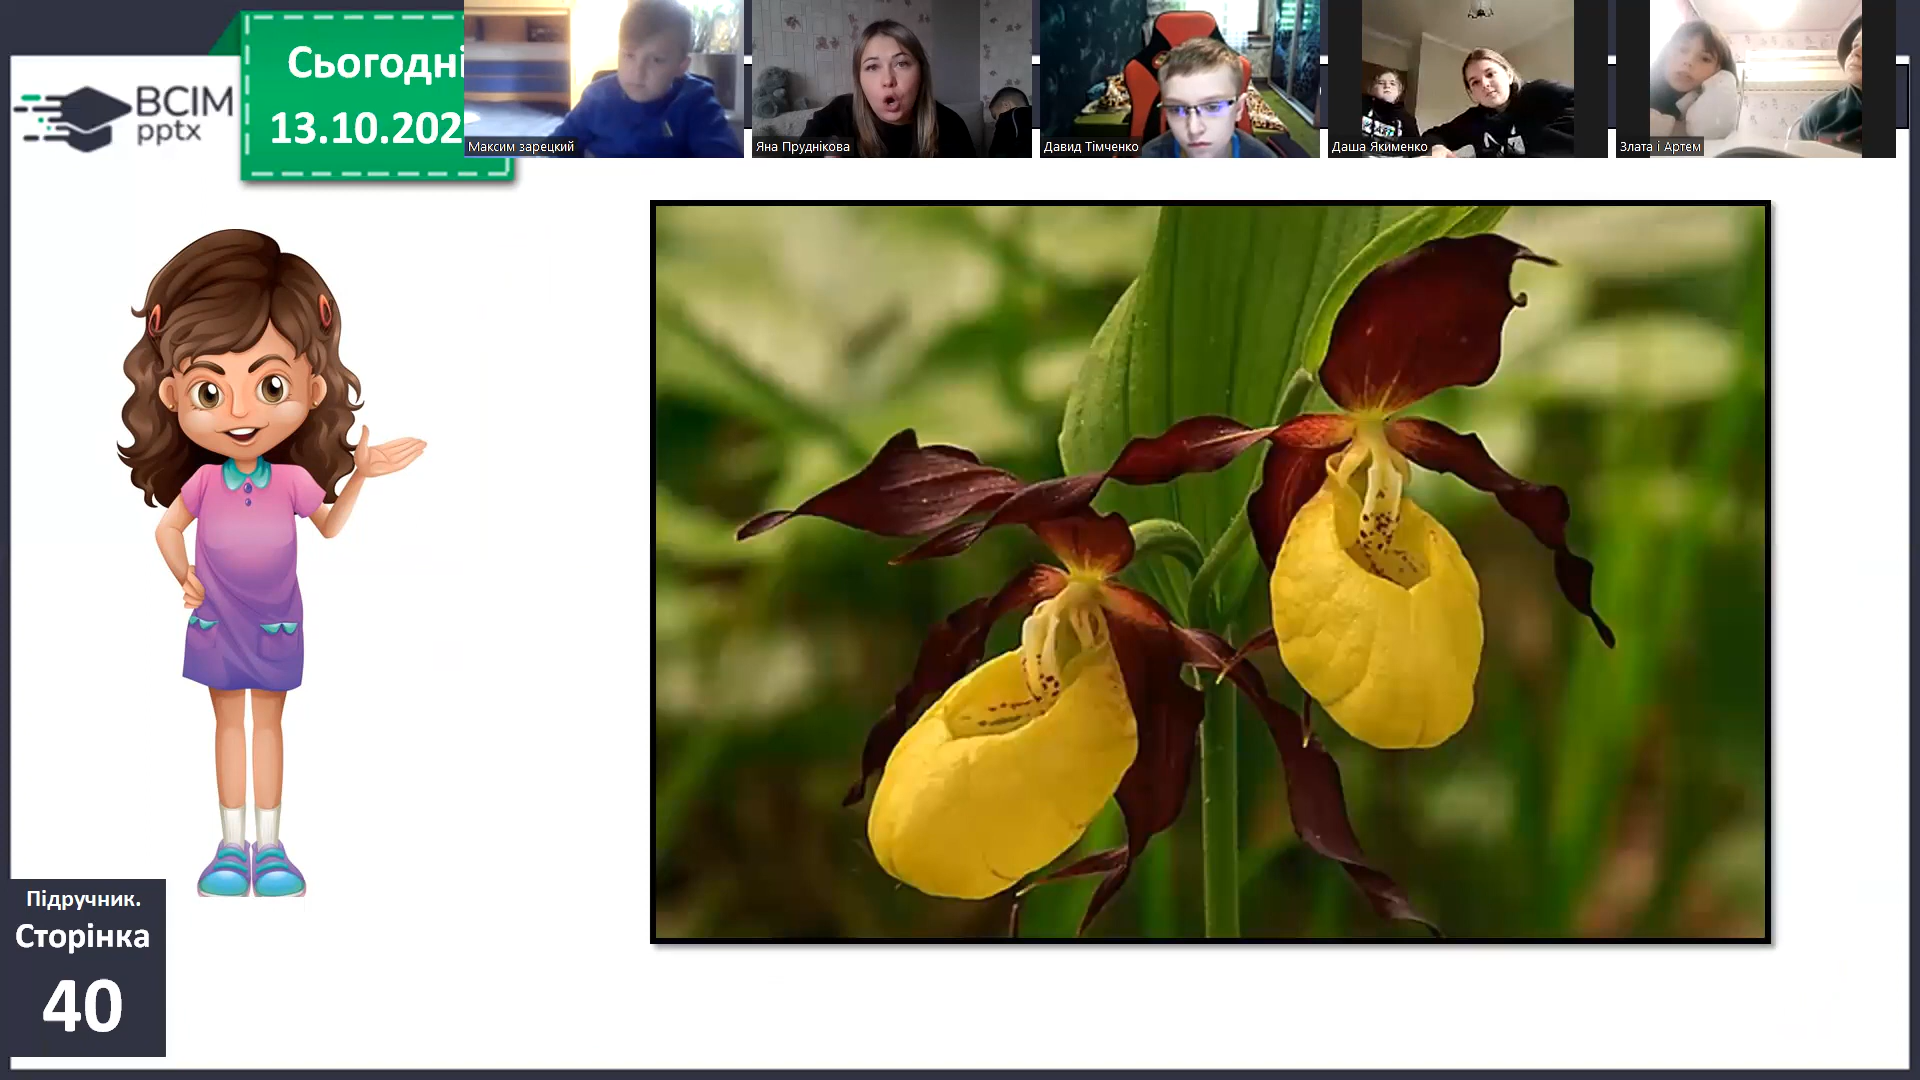 ВСІМ
pptx
Сьогодні
13.10.202
Максим зарецкий
Яна Пруднікова
Давид Тімченко
Даша Якименко
Злата і Артем
Підручник.
Сторінка
40